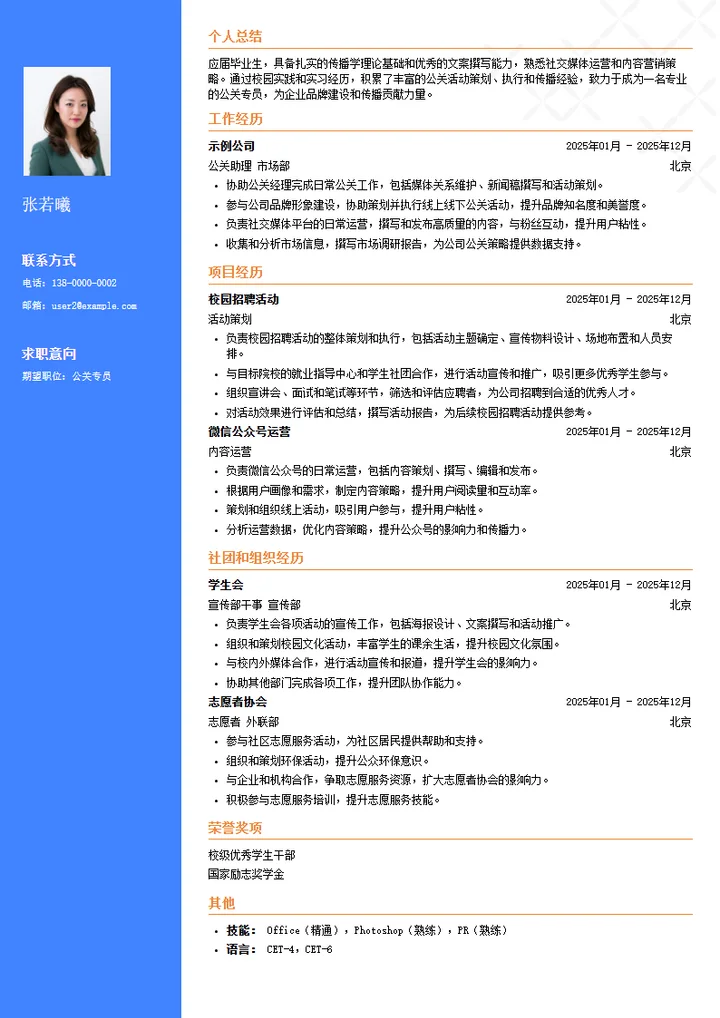 张若曦
联系方式
电话：138-0000-0002
邮箱：user2@example.com
求职意向
期望职位：公关专员
个人总结
应届毕业生，具备扎实的传播学理论基础和优秀的文案撰写能力，熟悉社交媒体运营和内容营销策
略。通过校园实践和实习经历，积累了丰富的公关活动策划、执行和传播经验，致力于成为一名专业
的公关专员，为企业品牌建设和传播贡献力量。
工作经历
示例公司 2025年01月 - 2025年12月
公关助理 市场部 北京
• 协助公关经理完成日常公关工作，包括媒体关系维护、新闻稿撰写和活动策划。
• 参与公司品牌形象建设，协助策划并执行线上线下公关活动，提升品牌知名度和美誉度。
• 负责社交媒体平台的日常运营，撰写和发布高质量的内容，与粉丝互动，提升用户粘性。
• 收集和分析市场信息，撰写市场调研报告，为公司公关策略提供数据支持。
项目经历
校园招聘活动 2025年01月 - 2025年12月
活动策划 北京
• 负责校园招聘活动的整体策划和执行，包括活动主题确定、宣传物料设计、场地布置和人员安
排。
• 与目标院校的就业指导中心和学生社团合作，进行活动宣传和推广，吸引更多优秀学生参与。
• 组织宣讲会、面试和笔试等环节，筛选和评估应聘者，为公司招聘到合适的优秀人才。
• 对活动效果进行评估和总结，撰写活动报告，为后续校园招聘活动提供参考。
微信公众号运营 2025年01月 - 2025年12月
内容运营 北京
• 负责微信公众号的日常运营，包括内容策划、撰写、编辑和发布。
• 根据用户画像和需求，制定内容策略，提升用户阅读量和互动率。
• 策划和组织线上活动，吸引用户参与，提升用户粘性。
• 分析运营数据，优化内容策略，提升公众号的影响力和传播力。
社团和组织经历
学生会 2025年01月 - 2025年12月
宣传部干事 宣传部 北京
• 负责学生会各项活动的宣传工作，包括海报设计、文案撰写和活动推广。
• 组织和策划校园文化活动，丰富学生的课余生活，提升校园文化氛围。
• 与校内外媒体合作，进行活动宣传和报道，提升学生会的影响力。
• 协助其他部门完成各项工作，提升团队协作能力。
志愿者协会 2025年01月 - 2025年12月
志愿者 外联部 北京
• 参与社区志愿服务活动，为社区居民提供帮助和支持。
• 组织和策划环保活动，提升公众环保意识。
• 与企业和机构合作，争取志愿服务资源，扩大志愿者协会的影响力。
• 积极参与志愿服务培训，提升志愿服务技能。
荣誉奖项
校级优秀学生干部
国家励志奖学金
其他
• 技能： Office（精通），Photoshop（熟练），PR（熟练）
• 语言： CET-4，CET-6